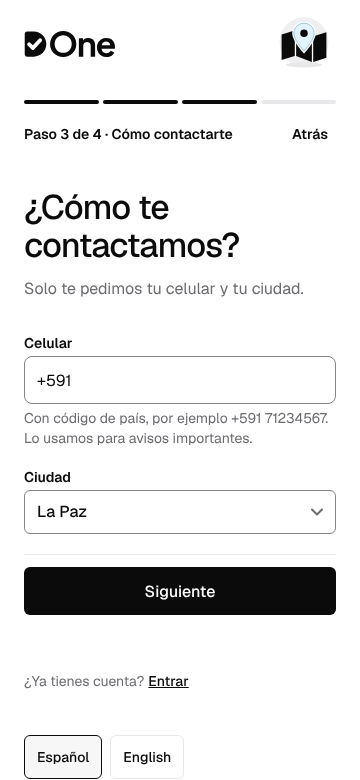 One
Paso 3 de 4 · Cómo contactarte
Atrás
¿Cómo te
contactamos?
Solo te pedimos tu celular y tu ciudad.
Celular
+591
Con código de país, por ejemplo +591 71234567.
Lo usamos para avisos importantes.
Ciudad
La Paz
Siguiente
¿Ya tienes cuenta? Entrar
Español
English